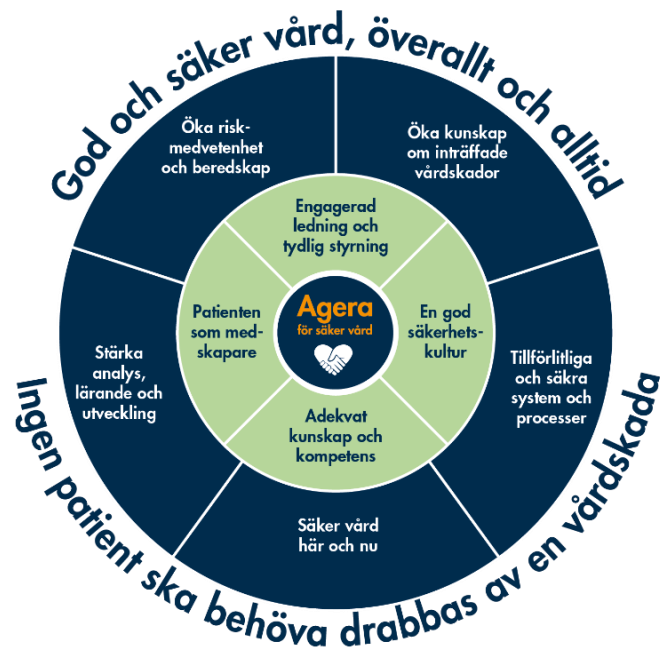 God och säker vård, överallt och alltid
Öka risk-
medvetenhet
och beredskap
Öka kunskap
om inträffade
vårdskador
Engagerad
ledning och
tydlig styrning
Patienten
som med-
skapare
Agera
för säker vård
En god
säkerhets-
kultur
Stärka
analys,
lärande och
utveckling
Tillförlitliga
och säkra
system och
processer
Adekvat
kunskap och
kompetens
Säker vård
här och nu
Ingen patient ska behöva drabbas av en vårdskada